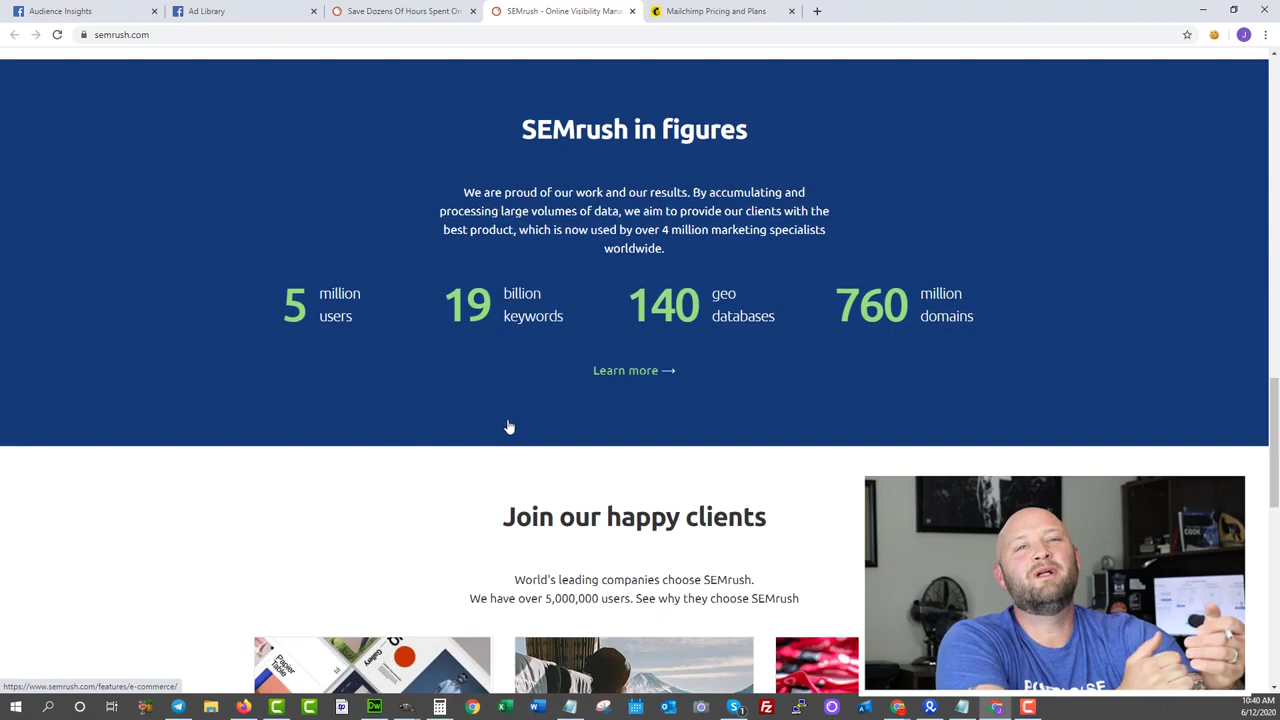 Audience Insights
Ad Library
Save Dozens Of Hours Spent On
SEMrush - Online Visibility Mana
Mailchimp Pricing and Plans
semrush.com
J
SEMrush in figures
We are proud of our work and our results. By accumulating and
processing large volumes of data, we aim to provide our clients with the
best product, which is now used by over 4 million marketing specialists
worldwide.
5 million users
19 billion keywords
140 geo databases
760 million domains
Learn more →
Join our happy clients
World's leading companies choose SEMrush.
We have over 5,000,000 users. See why they choose SEMrush
Paper
Table
Gallery
COOK
https://www.semrush.com/features/e-commerce/
10:40 AM
6/12/2020